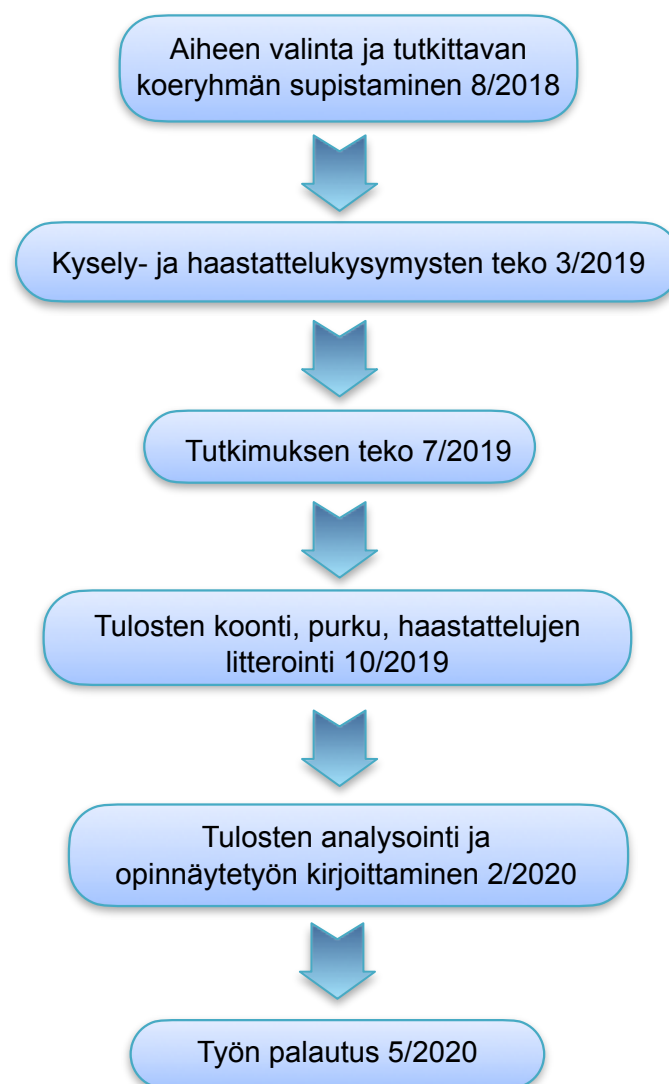 Aiheen valinta ja tutkittavan
koeryhmän supistaminen 8/2018
Kysely- ja haastattelukysymysten teko 3/2019
Tutkimuksen teko 7/2019
Tulosten koonti, purku, haastattelujen
litterointi 10/2019
Tulosten analysointi ja
opinnäytetyön kirjoittaminen 2/2020
Työn palautus 5/2020